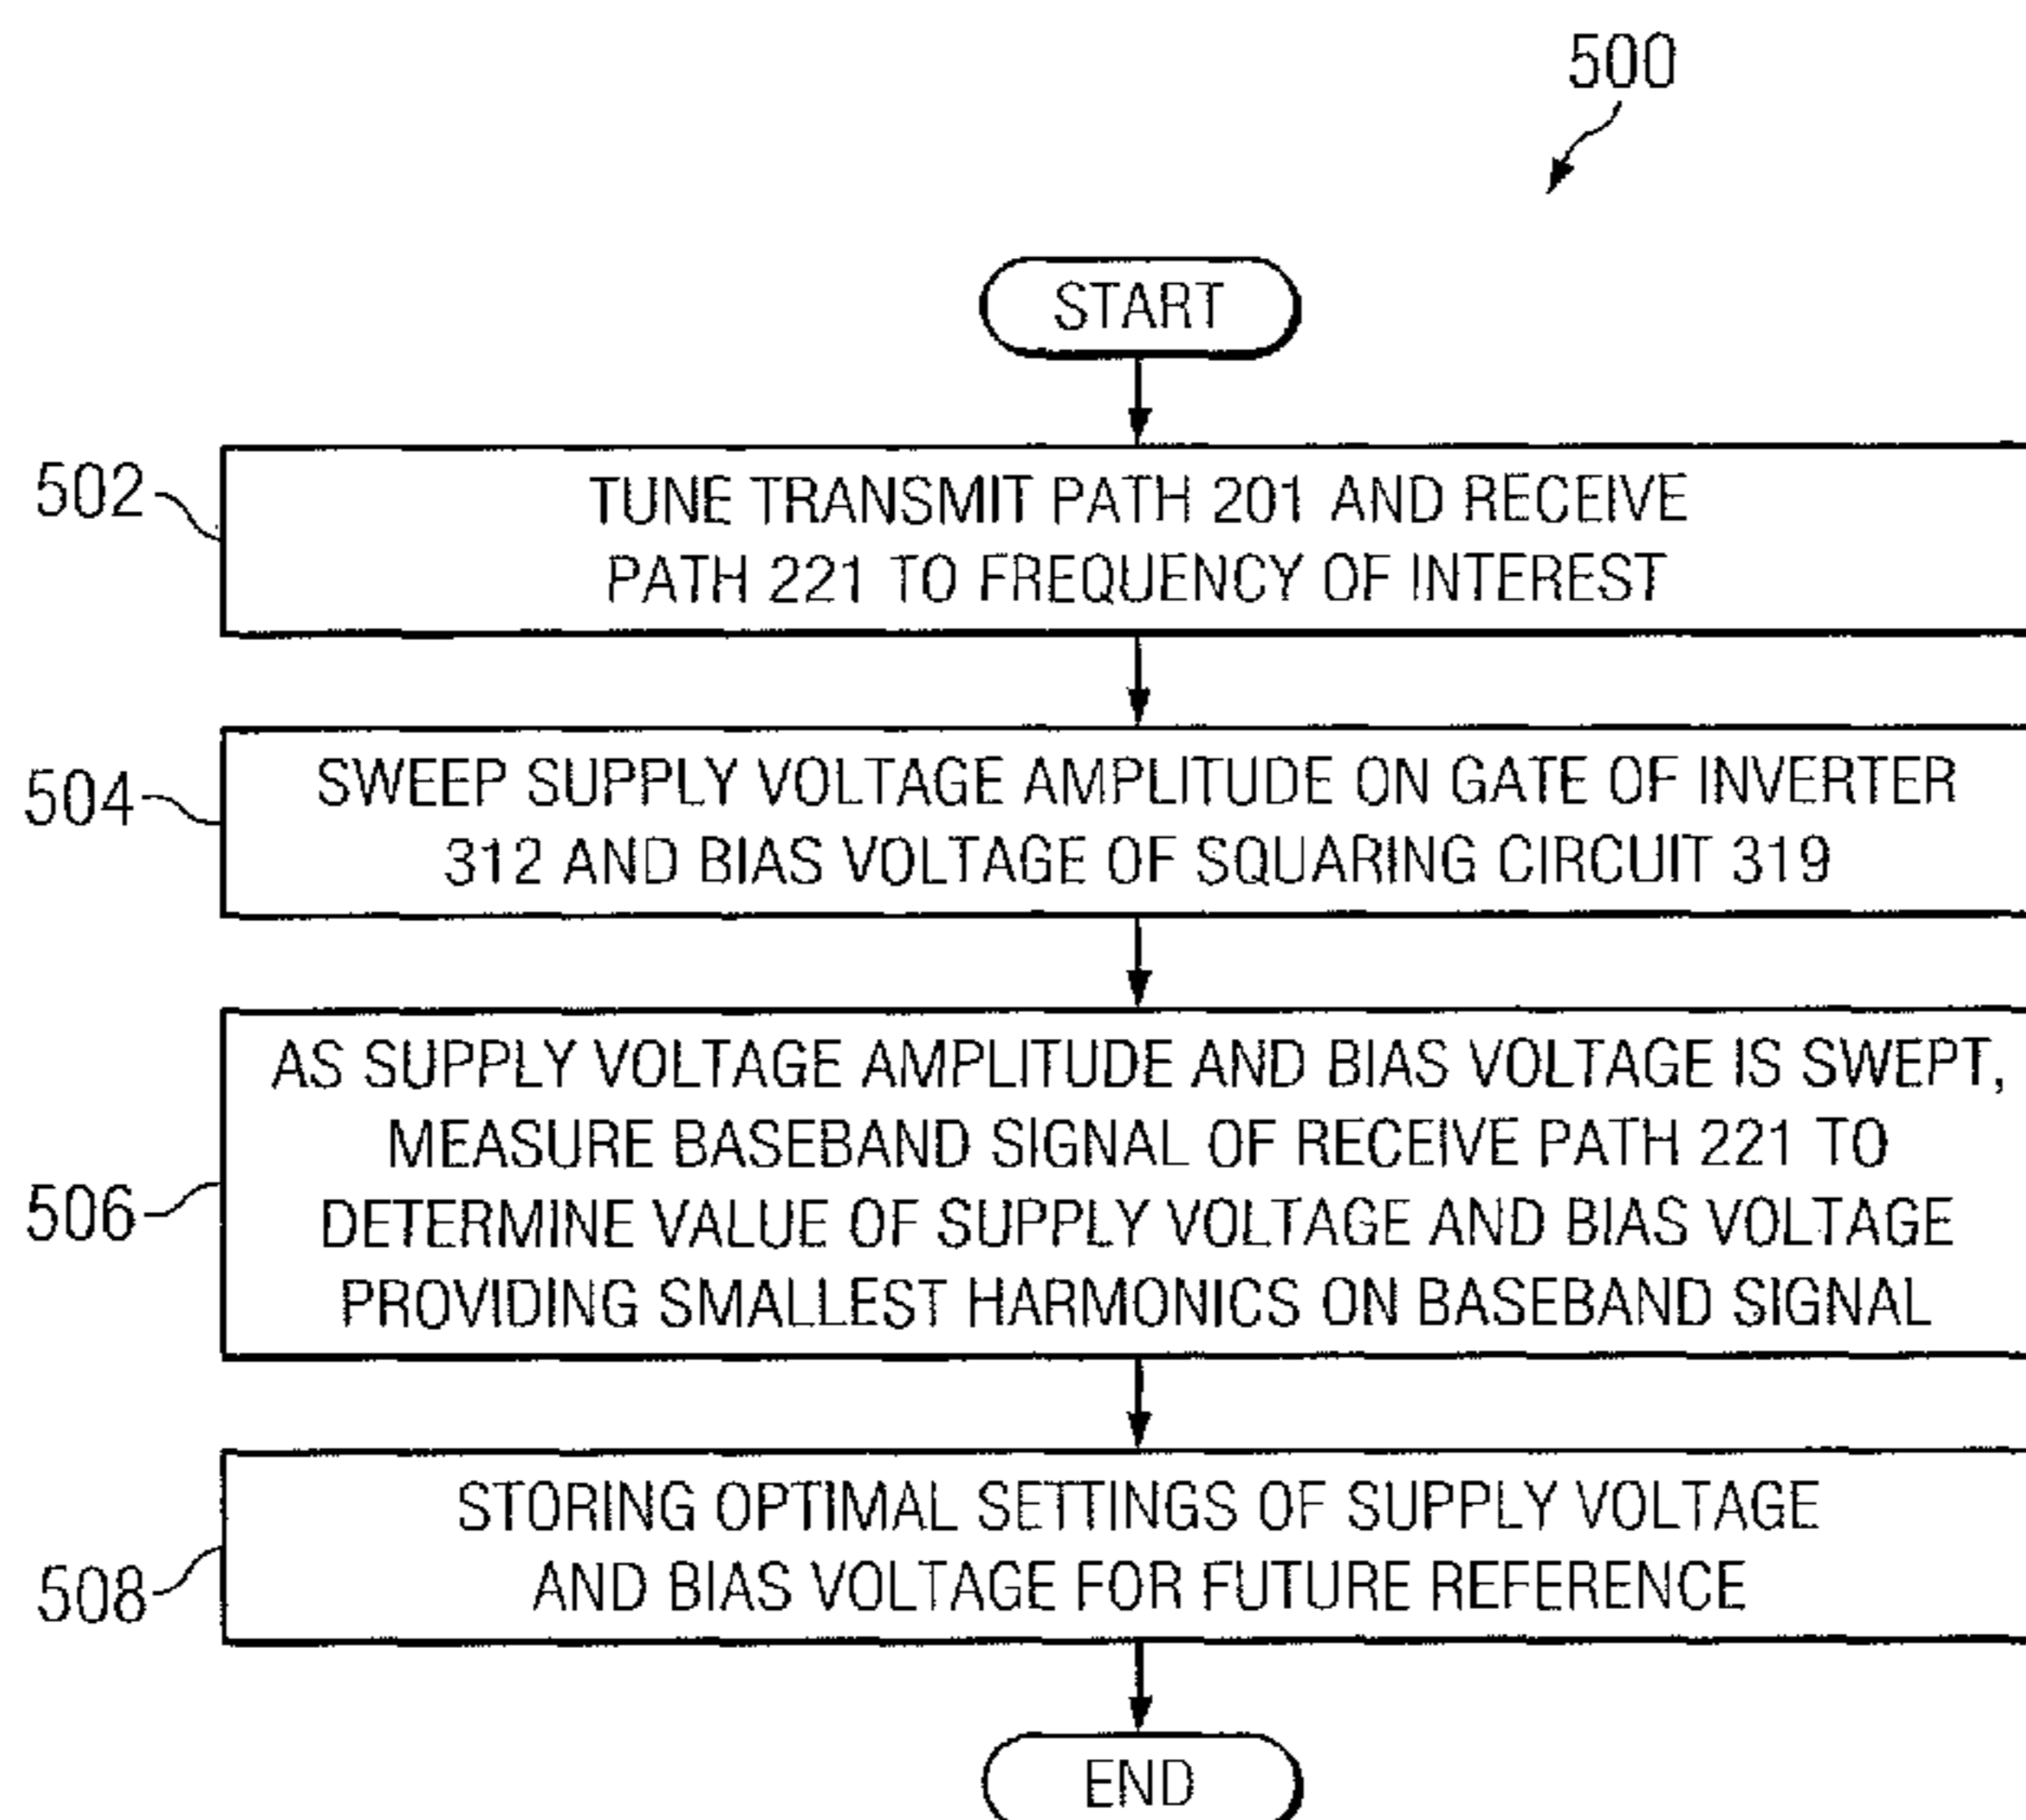 500
START
502
TUNE TRANSMIT PATH 201 AND RECEIVE
PATH 221 TO FREQUENCY OF INTEREST
504
SWEEP SUPPLY VOLTAGE AMPLITUDE ON GATE OF INVERTER
312 AND BIAS VOLTAGE OF SQUARING CIRCUIT 319
506
AS SUPPLY VOLTAGE AMPLITUDE AND BIAS VOLTAGE IS SWEPT,
MEASURE BASEBAND SIGNAL OF RECEIVE PATH 221 TO
DETERMINE VALUE OF SUPPLY VOLTAGE AND BIAS VOLTAGE
PROVIDING SMALLEST HARMONICS ON BASEBAND SIGNAL
508
STORING OPTIMAL SETTINGS OF SUPPLY VOLTAGE
AND BIAS VOLTAGE FOR FUTURE REFERENCE
END